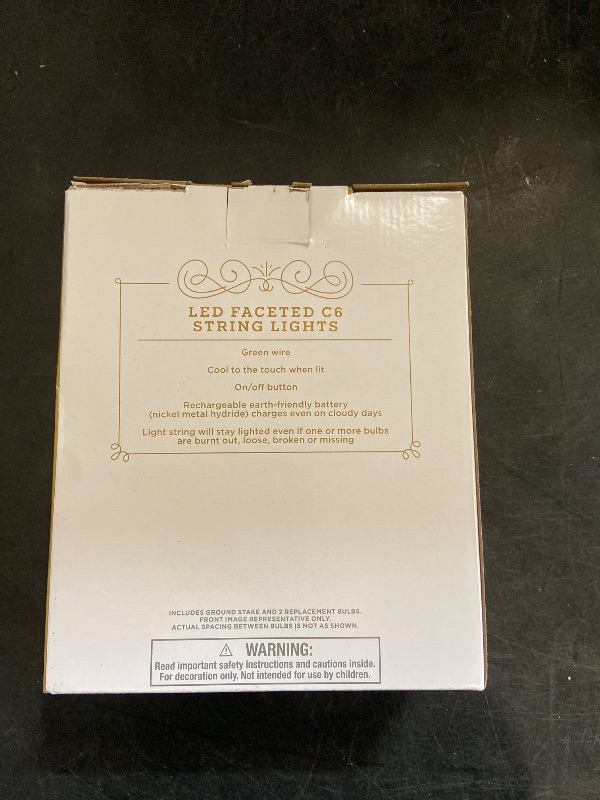 LED FACETED C6
STRING LIGHTS
Green wire
Cool to the touch when lit
On/off button
Rechargeable earth-friendly battery
(nickel metal hydride) charges even on cloudy days
Light string will stay lighted even if one or more bulbs
are burnt out, loose, broken or missing
INCLUDES GROUND STAKE AND 2 REPLACEMENT BULBS.
FRONT IMAGE REPRESENTATIVE ONLY.
ACTUAL SPACING BETWEEN BULBS IS NOT AS SHOWN.
⚠ WARNING:
Read important safety instructions and cautions inside.
For decoration only. Not intended for use by children.